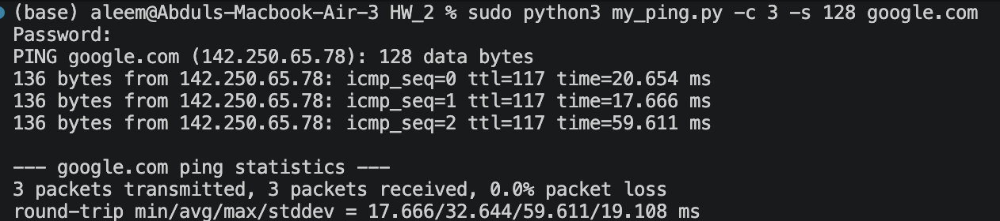 (base) aleem@Abduls-Macbook-Air-3 HW_2 % sudo python3 my_ping.py -c 3 -s 128 google.com
Password:
PING google.com (142.250.65.78): 128 data bytes
136 bytes from 142.250.65.78: icmp_seq=0 ttl=117 time=20.654 ms
136 bytes from 142.250.65.78: icmp_seq=1 ttl=117 time=17.666 ms
136 bytes from 142.250.65.78: icmp_seq=2 ttl=117 time=59.611 ms

--- google.com ping statistics ---
3 packets transmitted, 3 packets received, 0.0% packet loss
round-trip min/avg/max/stddev = 17.666/32.644/59.611/19.108 ms